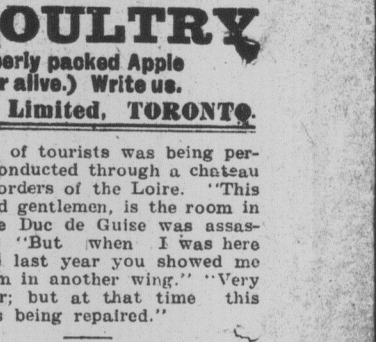 OULTRY
erly packed Apple
r alive.) Write us.
Limited, TORONTO.
of tourists was being per-
onducted through a chateau
orders of the Loire. "This
d gentlemen, is the room in
e Duc de Guise was assas-
"But when I was here
last year you showed me
m in another wing." "Very
r; but at that time this
s being repaired."